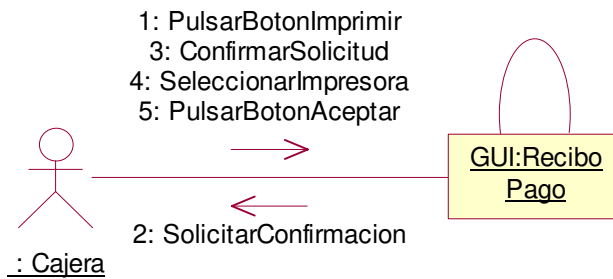 1: PulsarBotonImprimir
3: ConfirmarSolicitud
4: SeleccionarImpresora
5: PulsarBotonAceptar
GUI:Recibo
Pago
2: SolicitarConfirmacion
: Cajera